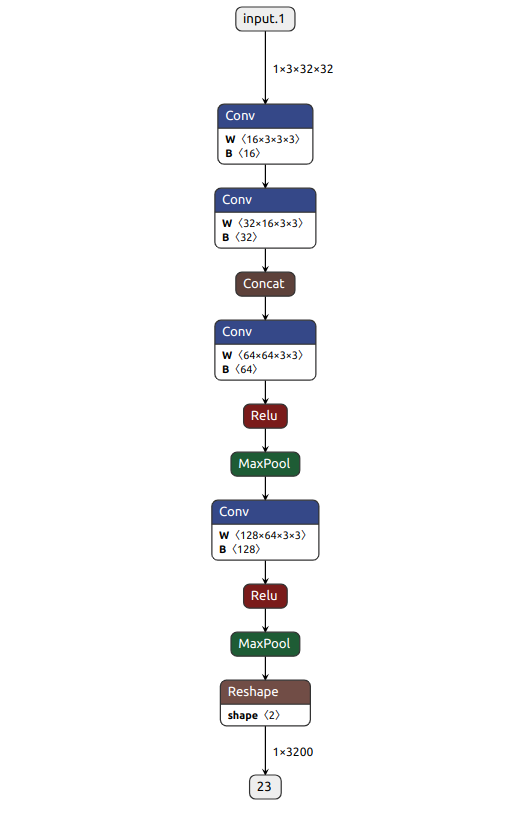 input.1
1×3×32×32
Conv
W 〈16×3×3×3〉
B 〈16〉
Conv
W 〈32×16×3×3〉
B 〈32〉
Concat
Conv
W 〈64×64×3×3〉
B 〈64〉
Relu
MaxPool
Conv
W 〈128×64×3×3〉
B 〈128〉
Relu
MaxPool
Reshape
shape 〈2〉
1×3200
23